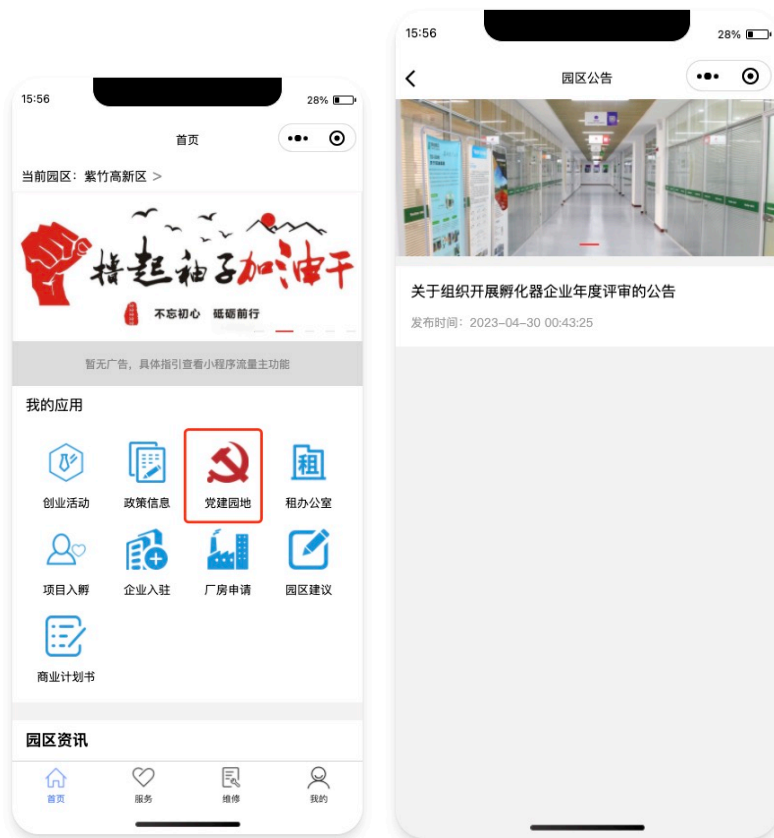 15:56
28%
首页
当前园区：紫竹高新区 >
撸起袖子加油干
不忘初心 砥砺前行
暂无广告，具体指引查看小程序流量主功能
我的应用
创业活动
政策信息
党建园地
租
租办公室
项目入孵
企业入驻
厂房申请
园区建议
商业计划书
园区资讯
首页
服务
维修
我的
15:56
28%
园区公告
关于组织开展孵化器企业年度评审的公告
发布时间：2023-04-30 00:43:25